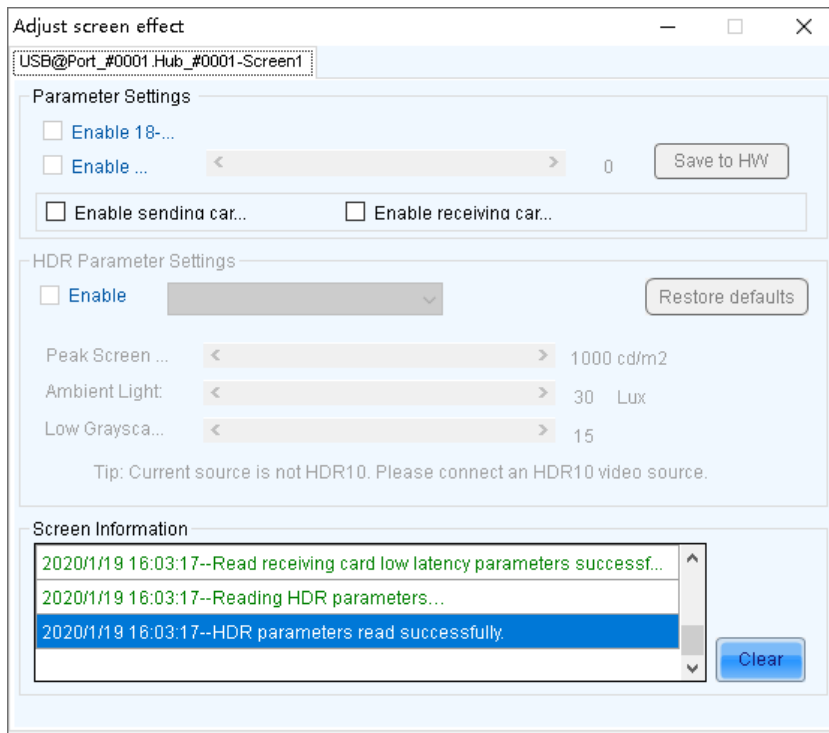 Adjust screen effect
USB@Port_#0001.Hub_#0001-Screen1
Parameter Settings
Enable 18-...
Enable ... 0 Save to HW
Enable sending car... Enable receiving car...
HDR Parameter Settings
Enable Restore defaults
Peak Screen ... 1000 cd/m2
Ambient Light: 30 Lux
Low Graysca... 15
Tip: Current source is not HDR10. Please connect an HDR10 video source.
Screen Information
2020/1/19 16:03:17--Read receiving card low latency parameters successf...
2020/1/19 16:03:17--Reading HDR parameters...
2020/1/19 16:03:17--HDR parameters read successfully.
Clear